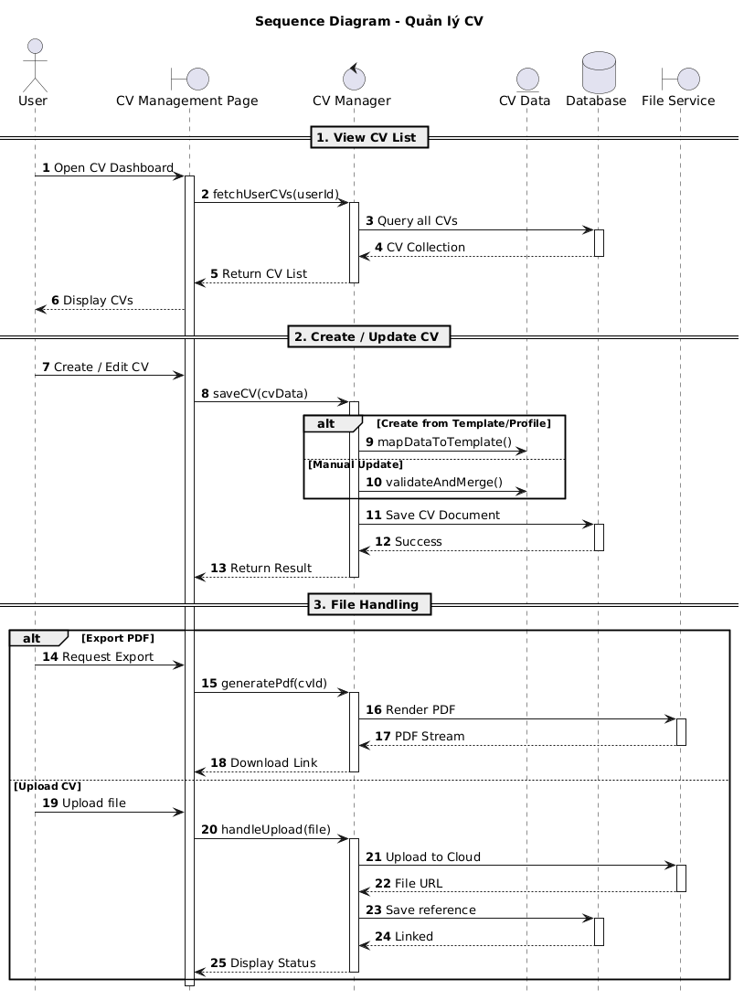 Sequence Diagram - Quản lý CV
User
CV Management Page
CV Manager
CV Data
Database
File Service
1. View CV List
1 Open CV Dashboard
2 fetchUserCVs(userId)
3 Query all CVs
4 CV Collection
5 Return CV List
6 Display CVs
2. Create / Update CV
7 Create / Edit CV
8 saveCV(cvData)
alt [Create from Template/Profile]
9 mapDataToTemplate()
[Manual Update]
10 validateAndMerge()
11 Save CV Document
12 Success
13 Return Result
3. File Handling
alt [Export PDF]
14 Request Export
15 generatePdf(cvId)
16 Render PDF
17 PDF Stream
18 Download Link
[Upload CV]
19 Upload file
20 handleUpload(file)
21 Upload to Cloud
22 File URL
23 Save reference
24 Linked
25 Display Status